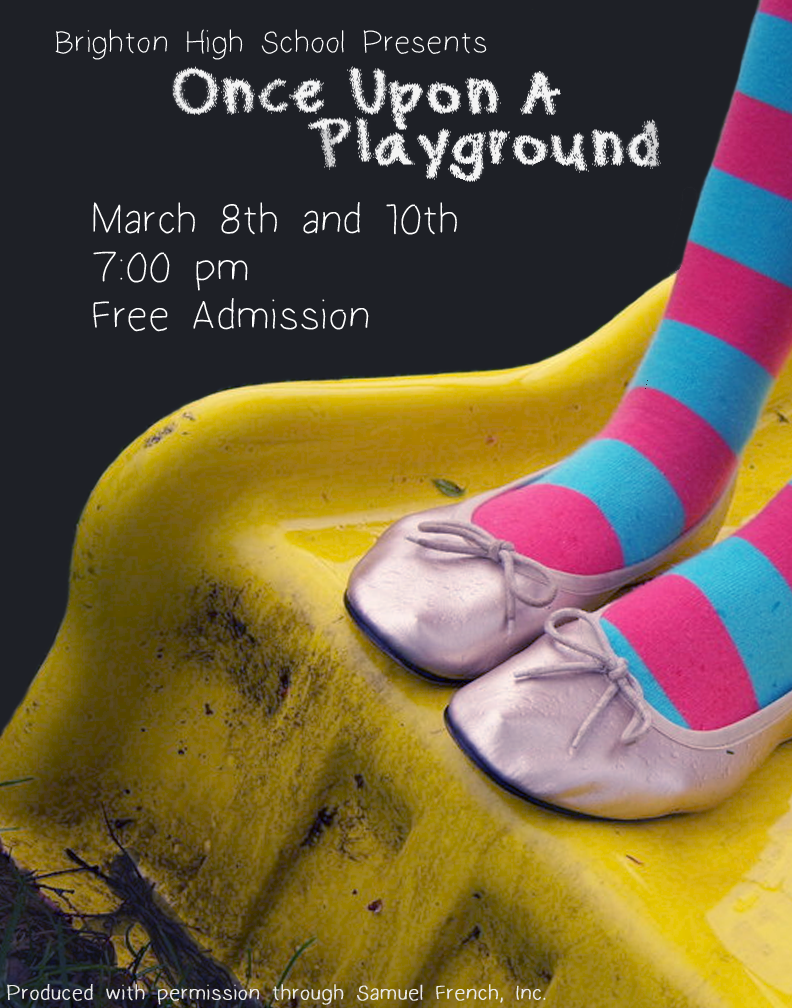 Brighton High School Presents
Once Upon A
Playground
March 8th and 10th
7:00 pm
Free Admission
Produced with permission through Samuel French, Inc.